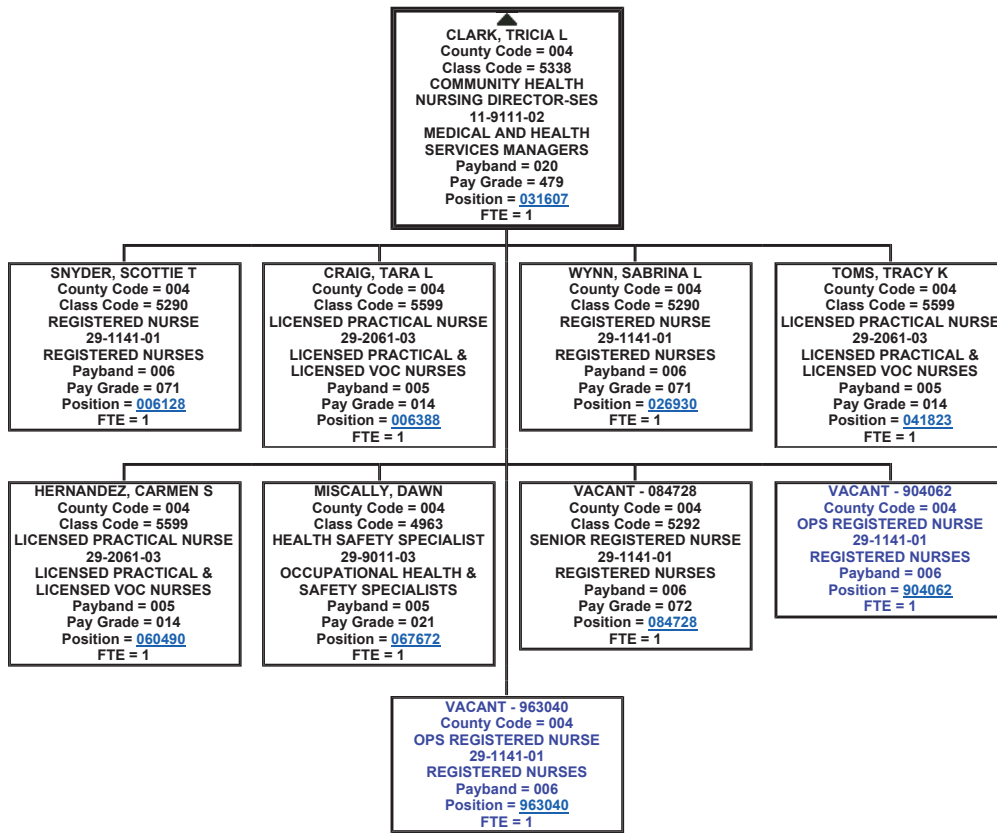 CLARK, TRICIA L
County Code = 004
Class Code = 5338
COMMUNITY HEALTH
NURSING DIRECTOR-SES
11-9111-02
MEDICAL AND HEALTH
SERVICES MANAGERS
Payband = 020
Pay Grade = 479
Position = 031607
FTE = 1
SNYDER, SCOTTIE T
County Code = 004
Class Code = 5290
REGISTERED NURSE
29-1141-01
REGISTERED NURSES
Payband = 006
Pay Grade = 071
Position = 006128
FTE = 1
CRAIG, TARA L
County Code = 004
Class Code = 5599
LICENSED PRACTICAL NURSE
29-2061-03
LICENSED PRACTICAL &
LICENSED VOC NURSES
Payband = 005
Pay Grade = 014
Position = 006388
FTE = 1
WYNN, SABRINA L
County Code = 004
Class Code = 5290
REGISTERED NURSE
29-1141-01
REGISTERED NURSES
Payband = 006
Pay Grade = 071
Position = 026930
FTE = 1
TOMS, TRACY K
County Code = 004
Class Code = 5599
LICENSED PRACTICAL NURSE
29-2061-03
LICENSED PRACTICAL &
LICENSED VOC NURSES
Payband = 005
Pay Grade = 014
Position = 041823
FTE = 1
HERNANDEZ, CARMEN S
County Code = 004
Class Code = 5599
LICENSED PRACTICAL NURSE
29-2061-03
LICENSED PRACTICAL &
LICENSED VOC NURSES
Payband = 005
Pay Grade = 014
Position = 060490
FTE = 1
MISCALLY, DAWN
County Code = 004
Class Code = 4963
HEALTH SAFETY SPECIALIST
29-9011-03
OCCUPATIONAL HEALTH &
SAFETY SPECIALISTS
Payband = 005
Pay Grade = 021
Position = 067672
FTE = 1
VACANT - 084728
County Code = 004
Class Code = 5292
SENIOR REGISTERED NURSE
29-1141-01
REGISTERED NURSES
Payband = 006
Pay Grade = 072
Position = 084728
FTE = 1
VACANT - 904062
County Code = 004
OPS REGISTERED NURSE
29-1141-01
REGISTERED NURSES
Payband = 006
Position = 904062
FTE = 1
VACANT - 963040
County Code = 004
OPS REGISTERED NURSE
29-1141-01
REGISTERED NURSES
Payband = 006
Position = 963040
FTE = 1